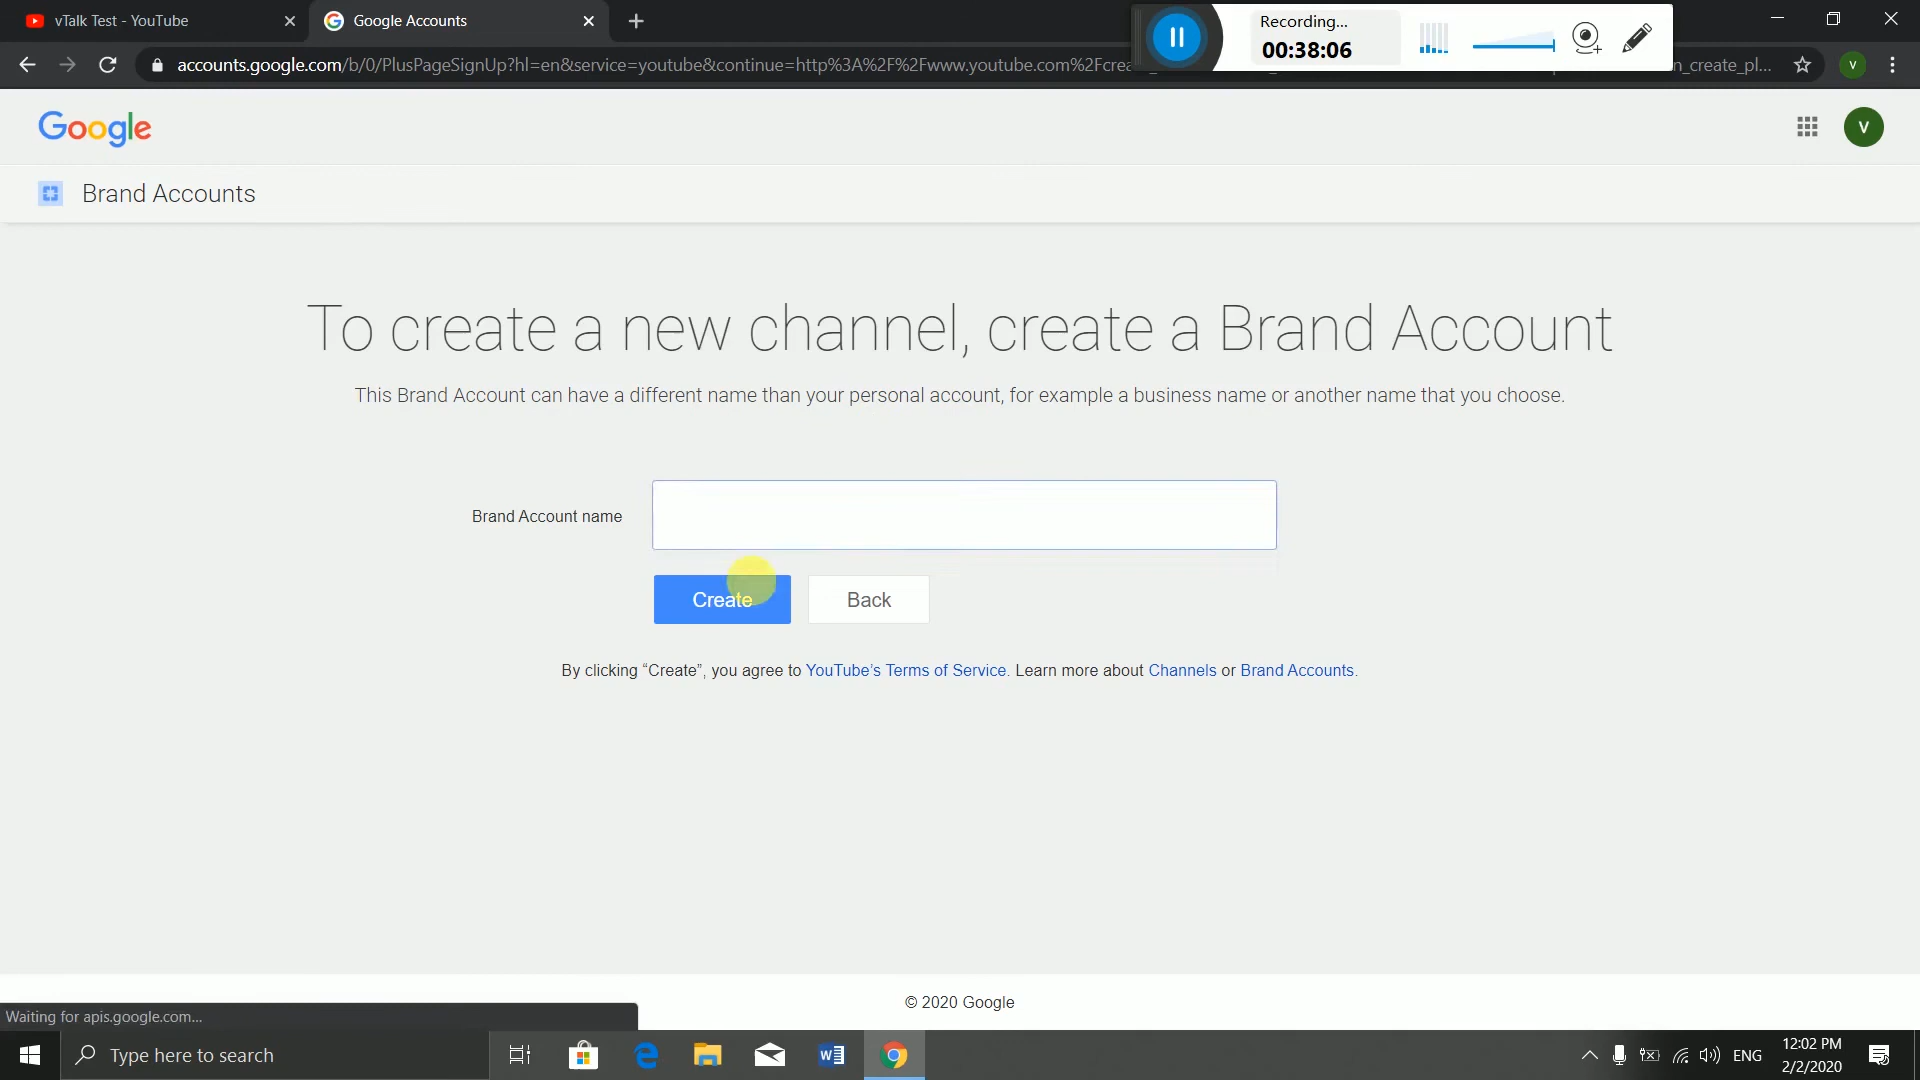 vTalk Test - YouTube
Google Accounts
Recording...
00:38:06
accounts.google.com/b/0/PlusPageSignUp?hl=en&service=youtube&continue=http%3A%2F%2Fwww.youtube.com%2Fcrea
n_create_pl...
V
Google
V
Brand Accounts
To create a new channel, create a Brand Account
This Brand Account can have a different name than your personal account, for example a business name or another name that you choose.
Brand Account name
Create
Back
By clicking “Create”, you agree to YouTube's Terms of Service. Learn more about Channels or Brand Accounts.
© 2020 Google
Waiting for apis.google.com...
Type here to search
ENG
12:02 PM
2/2/2020